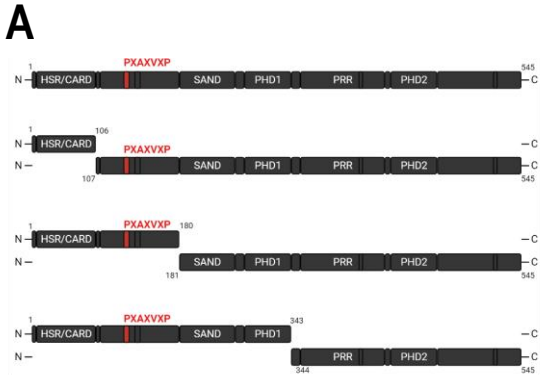 A
PXAXVXP
1 545
N HSR/CARD SAND PHD1 PRR PHD2 C
1 106
N HSR/CARD C
PXAXVXP
N SAND PHD1 PRR PHD2 C
107 545
PXAXVXP
1 180
N HSR/CARD C
N SAND PHD1 PRR PHD2 C
181 545
PXAXVXP
1 343
N HSR/CARD SAND PHD1 C
N PRR PHD2 C
344 545